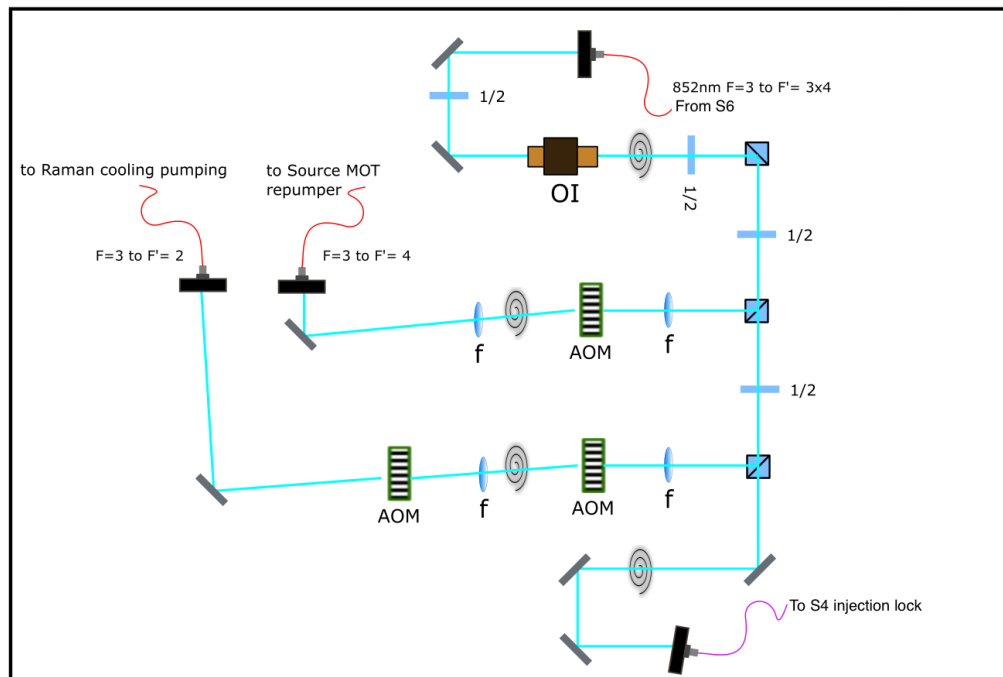 1/2
852nm F=3 to F'= 3x4
From S6
OI
1/2
1/2
to Raman cooling pumping
to Source MOT
repumper
F=3 to F'= 2
F=3 to F'= 4
f
AOM
f
1/2
AOM
f
AOM
f
To S4 injection lock